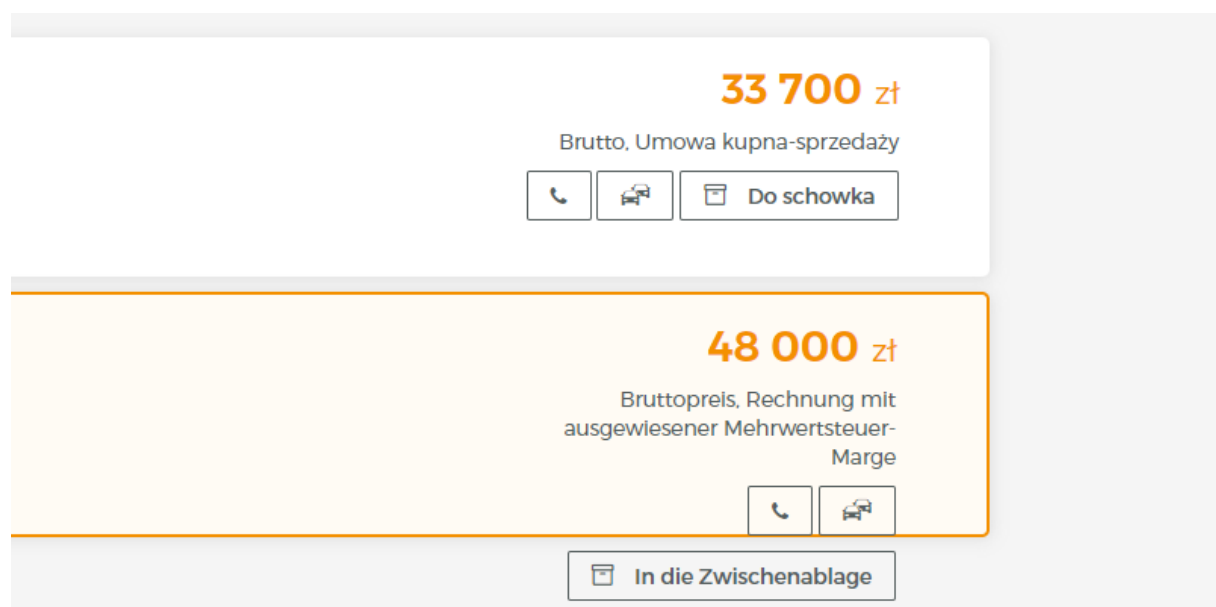 33 700 zł
Brutto, Umowa kupna-sprzedaży
Do schowka
48 000 zł
Bruttopreis, Rechnung mit
ausgewiesener Mehrwertsteuer-
Marge
In die Zwischenablage